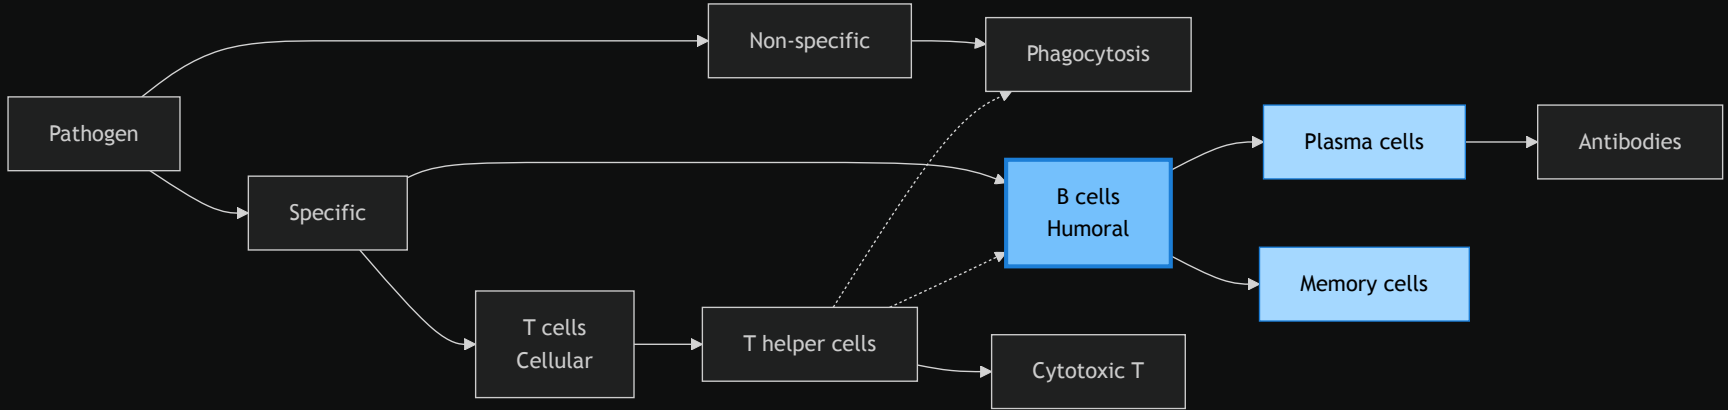 Pathogen
Non-specific
Phagocytosis
Specific
B cells
Humoral
Plasma cells
Antibodies
Memory cells
T cells
Cellular
T helper cells
Cytotoxic T